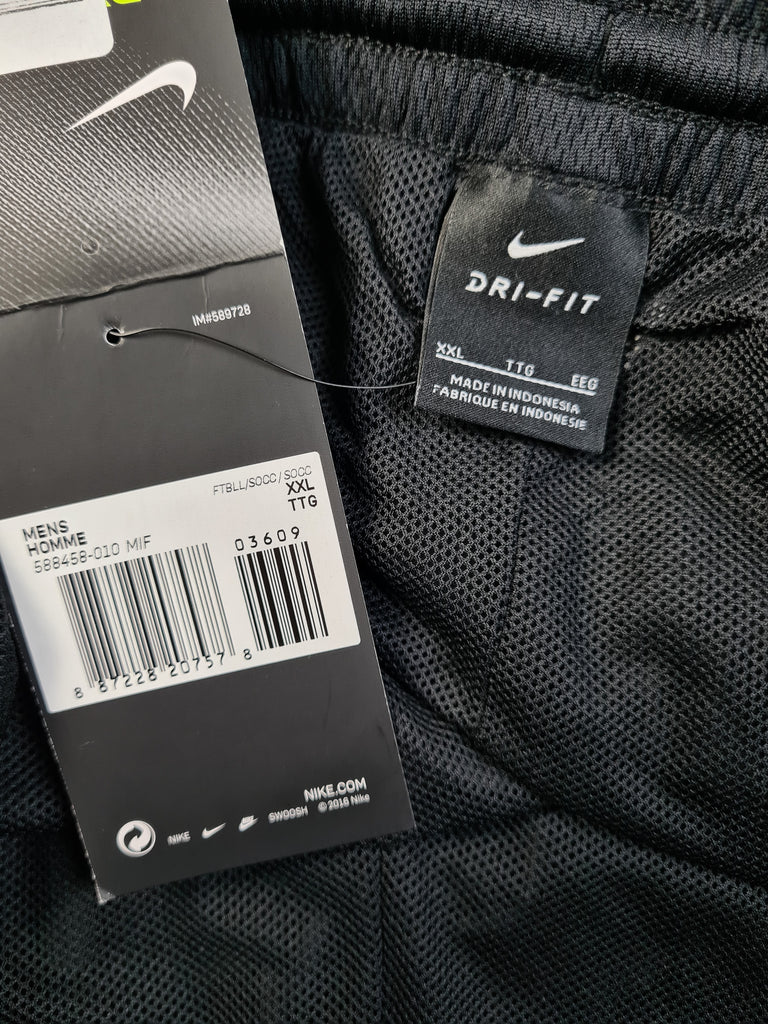 IM#589728
FTBLL/SOCC/SOCC
XXL
TTG
MENS
HOMME
588458-010 MIF
03609
8 87228 20757 8
NIKE.COM
NIKE SWOOSH © 2016 Nike
DRI-FIT
XXL TTG EEG
MADE IN INDONESIA
FABRIQUE EN INDONESIE